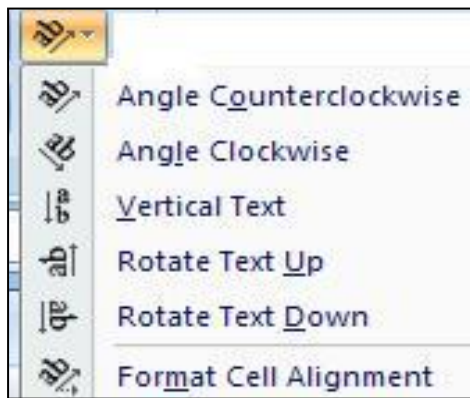 Angle Counterclockwise
Angle Clockwise
Vertical Text
Rotate Text Up
Rotate Text Down
Format Cell Alignment